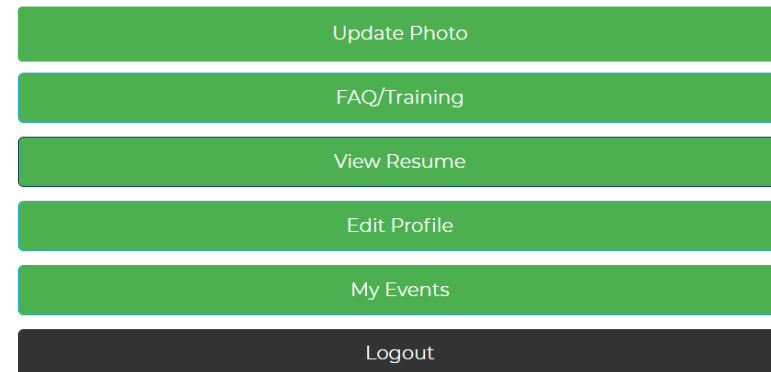 Update Photo
FAQ/Training
View Resume
Edit Profile
My Events
Logout